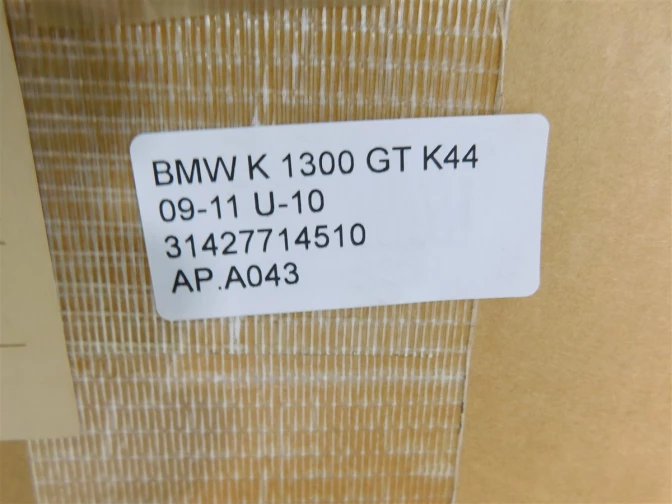 BMW K 1300 GT K44
09-11 U-10
31427714510
AP.A043